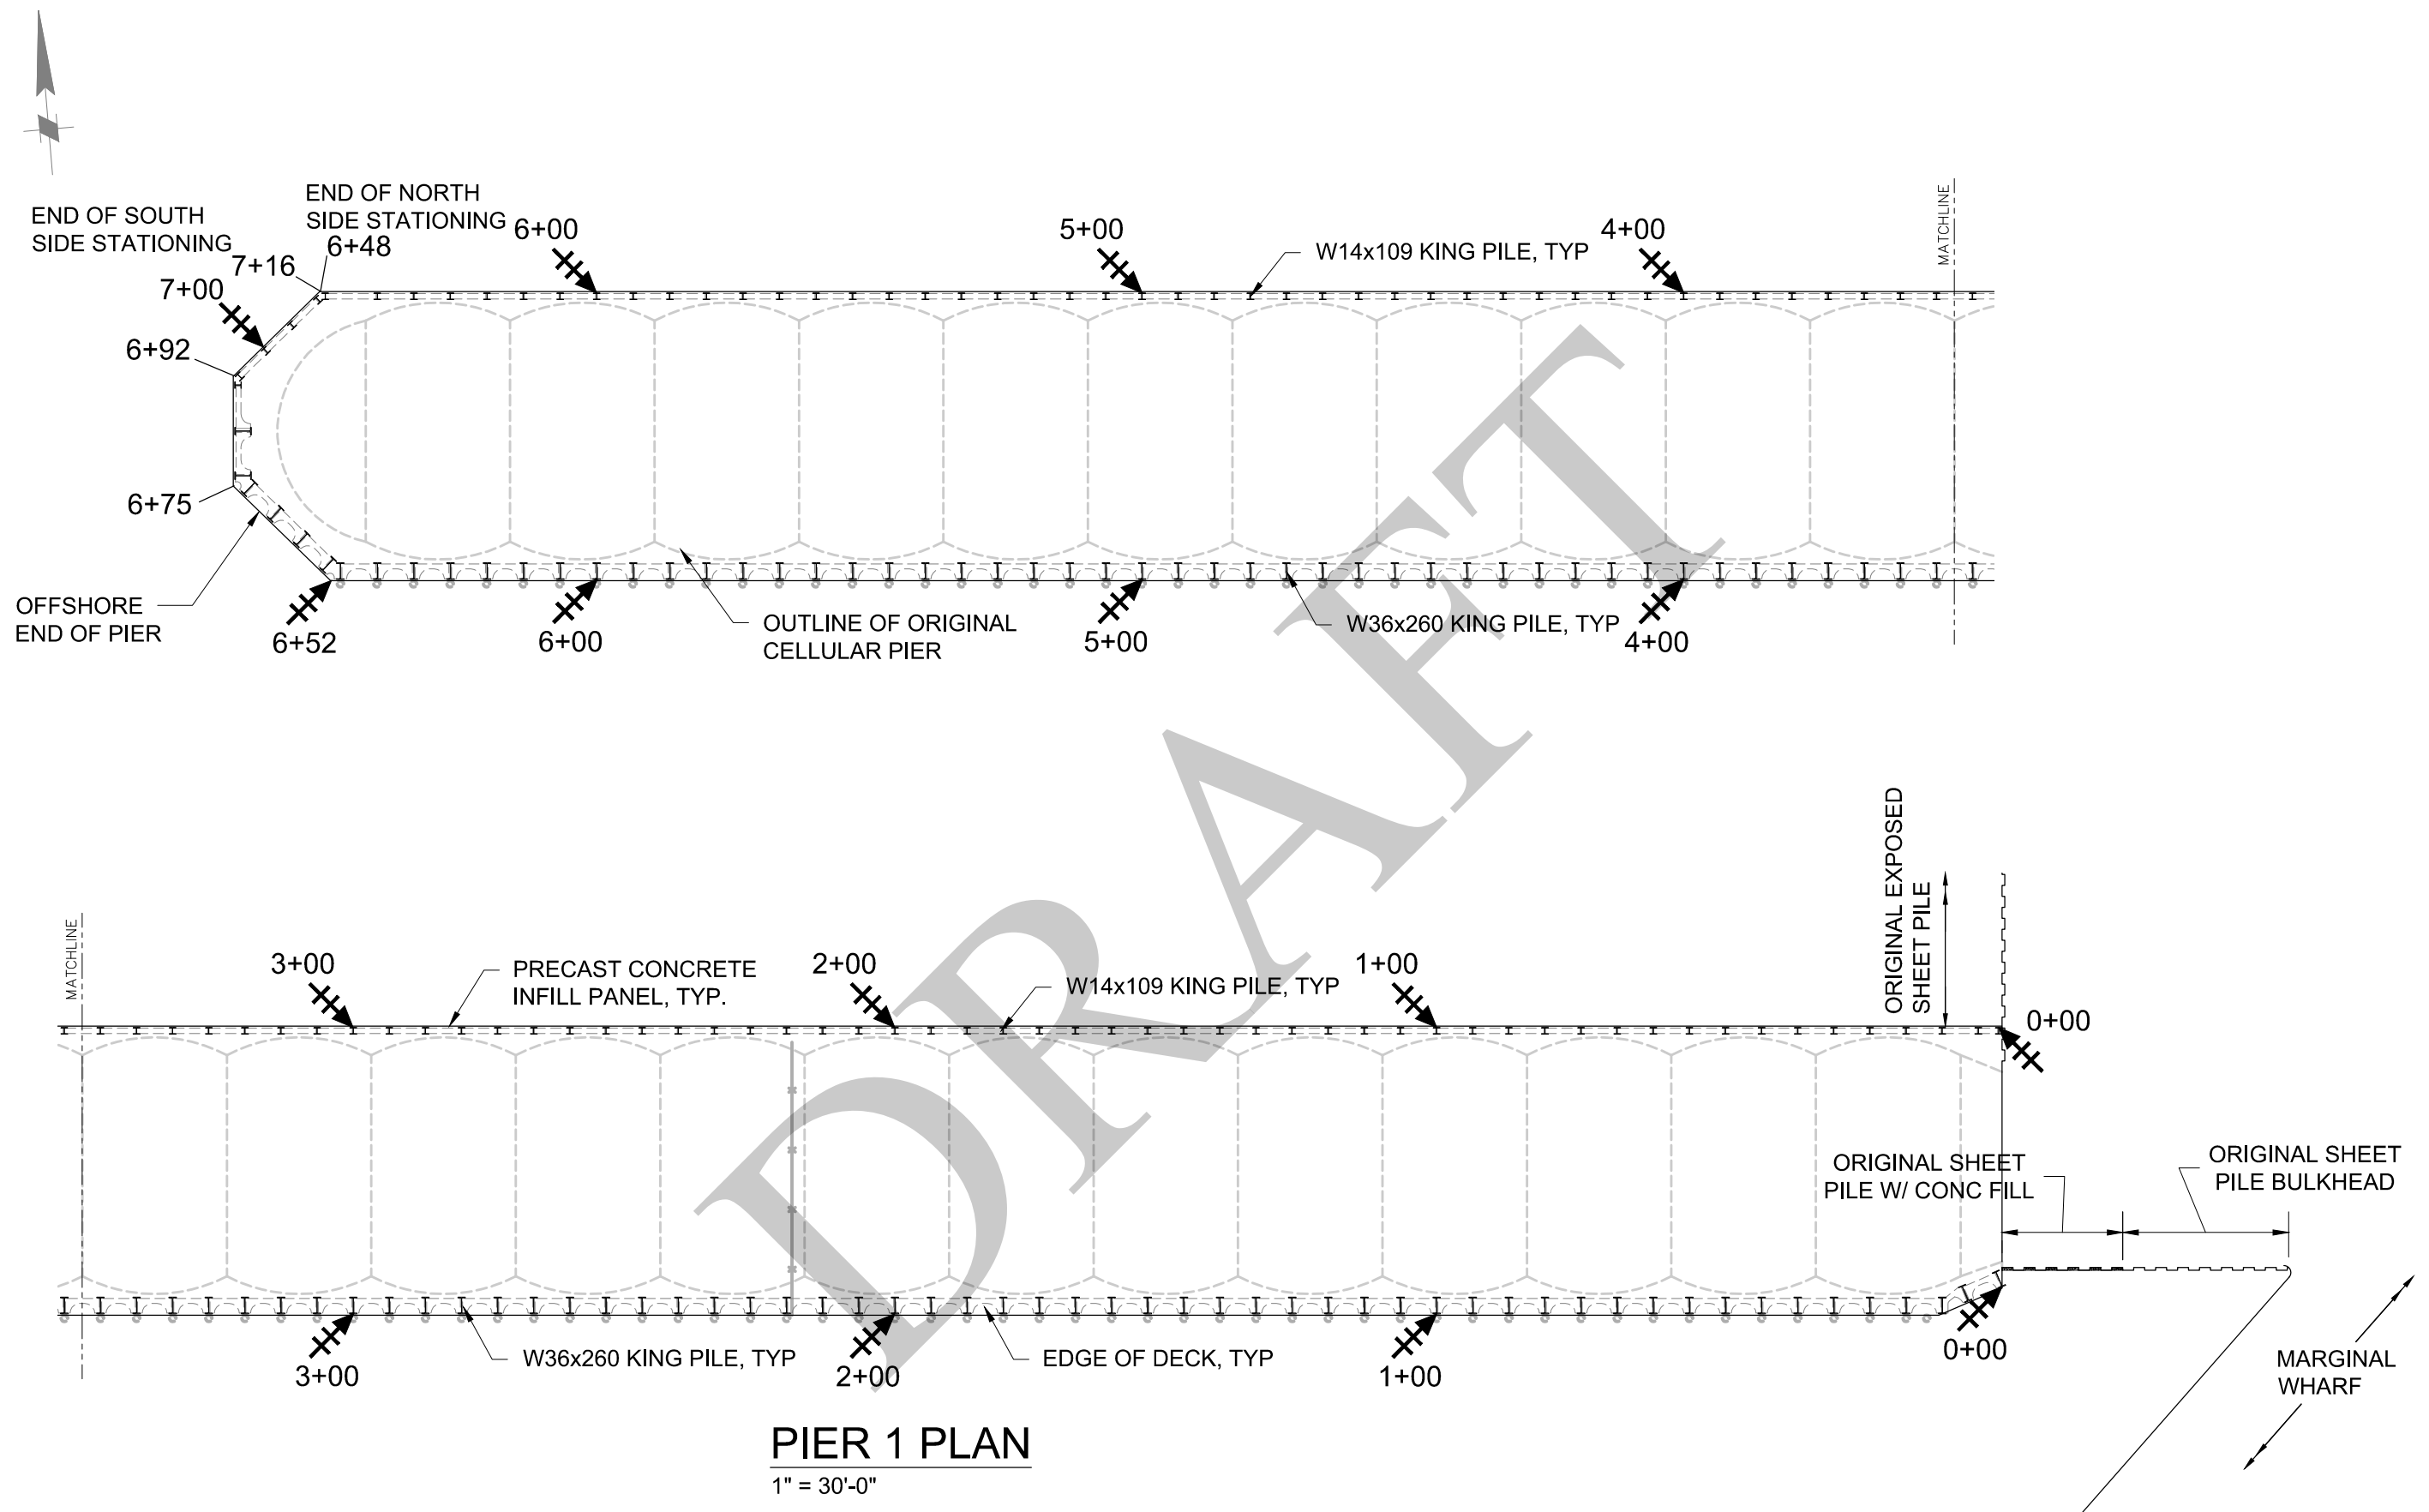 END OF SOUTH
SIDE STATIONING
END OF NORTH
SIDE STATIONING
6+48
7+16
7+00
6+92
6+75
6+00
5+00
4+00
W14x109 KING PILE, TYP
MATCHLINE
OFFSHORE
END OF PIER
6+52
6+00
OUTLINE OF ORIGINAL
CELLULAR PIER
5+00
W36x260 KING PILE, TYP
4+00
DRAFT
MATCHLINE
3+00
PRECAST CONCRETE
INFILL PANEL, TYP.
2+00
W14x109 KING PILE, TYP
1+00
ORIGINAL EXPOSED
SHEET PILE
0+00
ORIGINAL SHEET
PILE W/ CONC FILL
ORIGINAL SHEET
PILE BULKHEAD
3+00
W36x260 KING PILE, TYP
2+00
EDGE OF DECK, TYP
1+00
0+00
MARGINAL
WHARF
PIER 1 PLAN
1" = 30'-0"